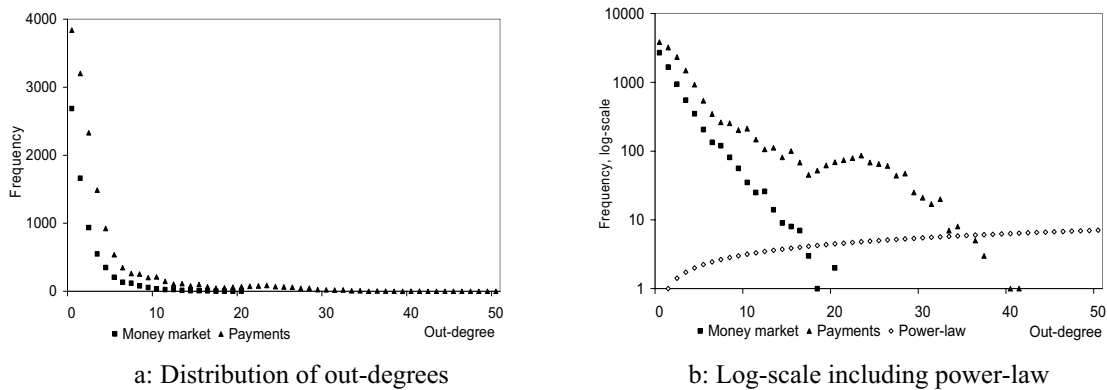 4000
3000
2000
1000
0
Frequency
0 10 20 30 40 50
Out-degree
Money market Payments
a: Distribution of out-degrees
10000
1000
100
10
1
Frequency, log-scale
0 10 20 30 40 50
Out-degree
Money market Payments Power-law
b: Log-scale including power-law